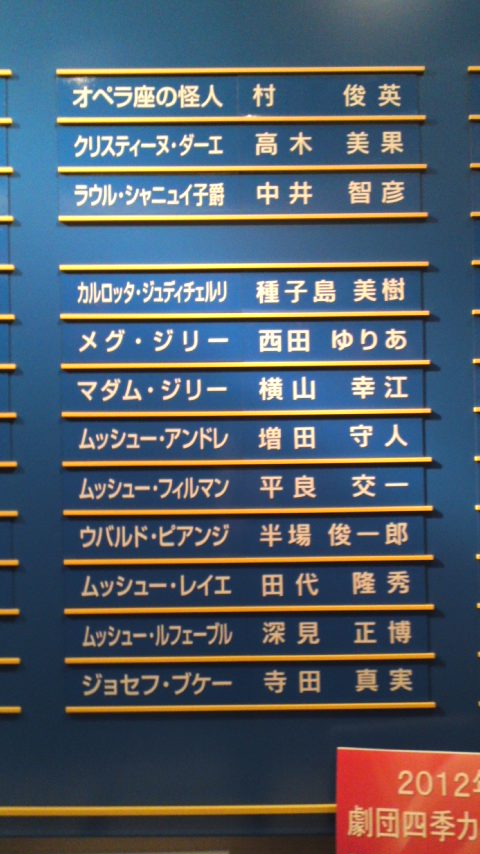 オペラ座の怪人 村 俊英
クリスティーヌ・ダーエ 高木 美果
ラウル・シャニュイ子爵 中井 智彦
カルロッタ・ジュディチェルリ 種子島 美樹
メグ・ジリー 西田 ゆりあ
マダム・ジリー 横山 幸江
ムッシュー・アンドレ 増田 守人
ムッシュー・フィルマン 平良 交一
ウバルド・ピアンジ 半場 俊一郎
ムッシュー・レイエ 田代 隆秀
ムッシュー・ルフェーブル 深見 正博
ジョセフ・ブケー 寺田 真実
2012年
劇団四季カ